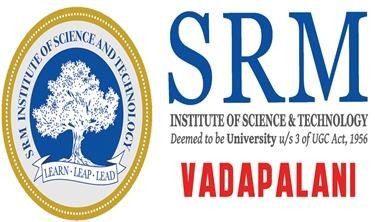 SRM INSTITUTE OF SCIENCE AND TECHNOLOGY
LEARN - LEAP - LEAD
SRM
INSTITUTE OF SCIENCE & TECHNOLOGY
Deemed to be University u/s 3 of UGC Act, 1956
VADAPALANI